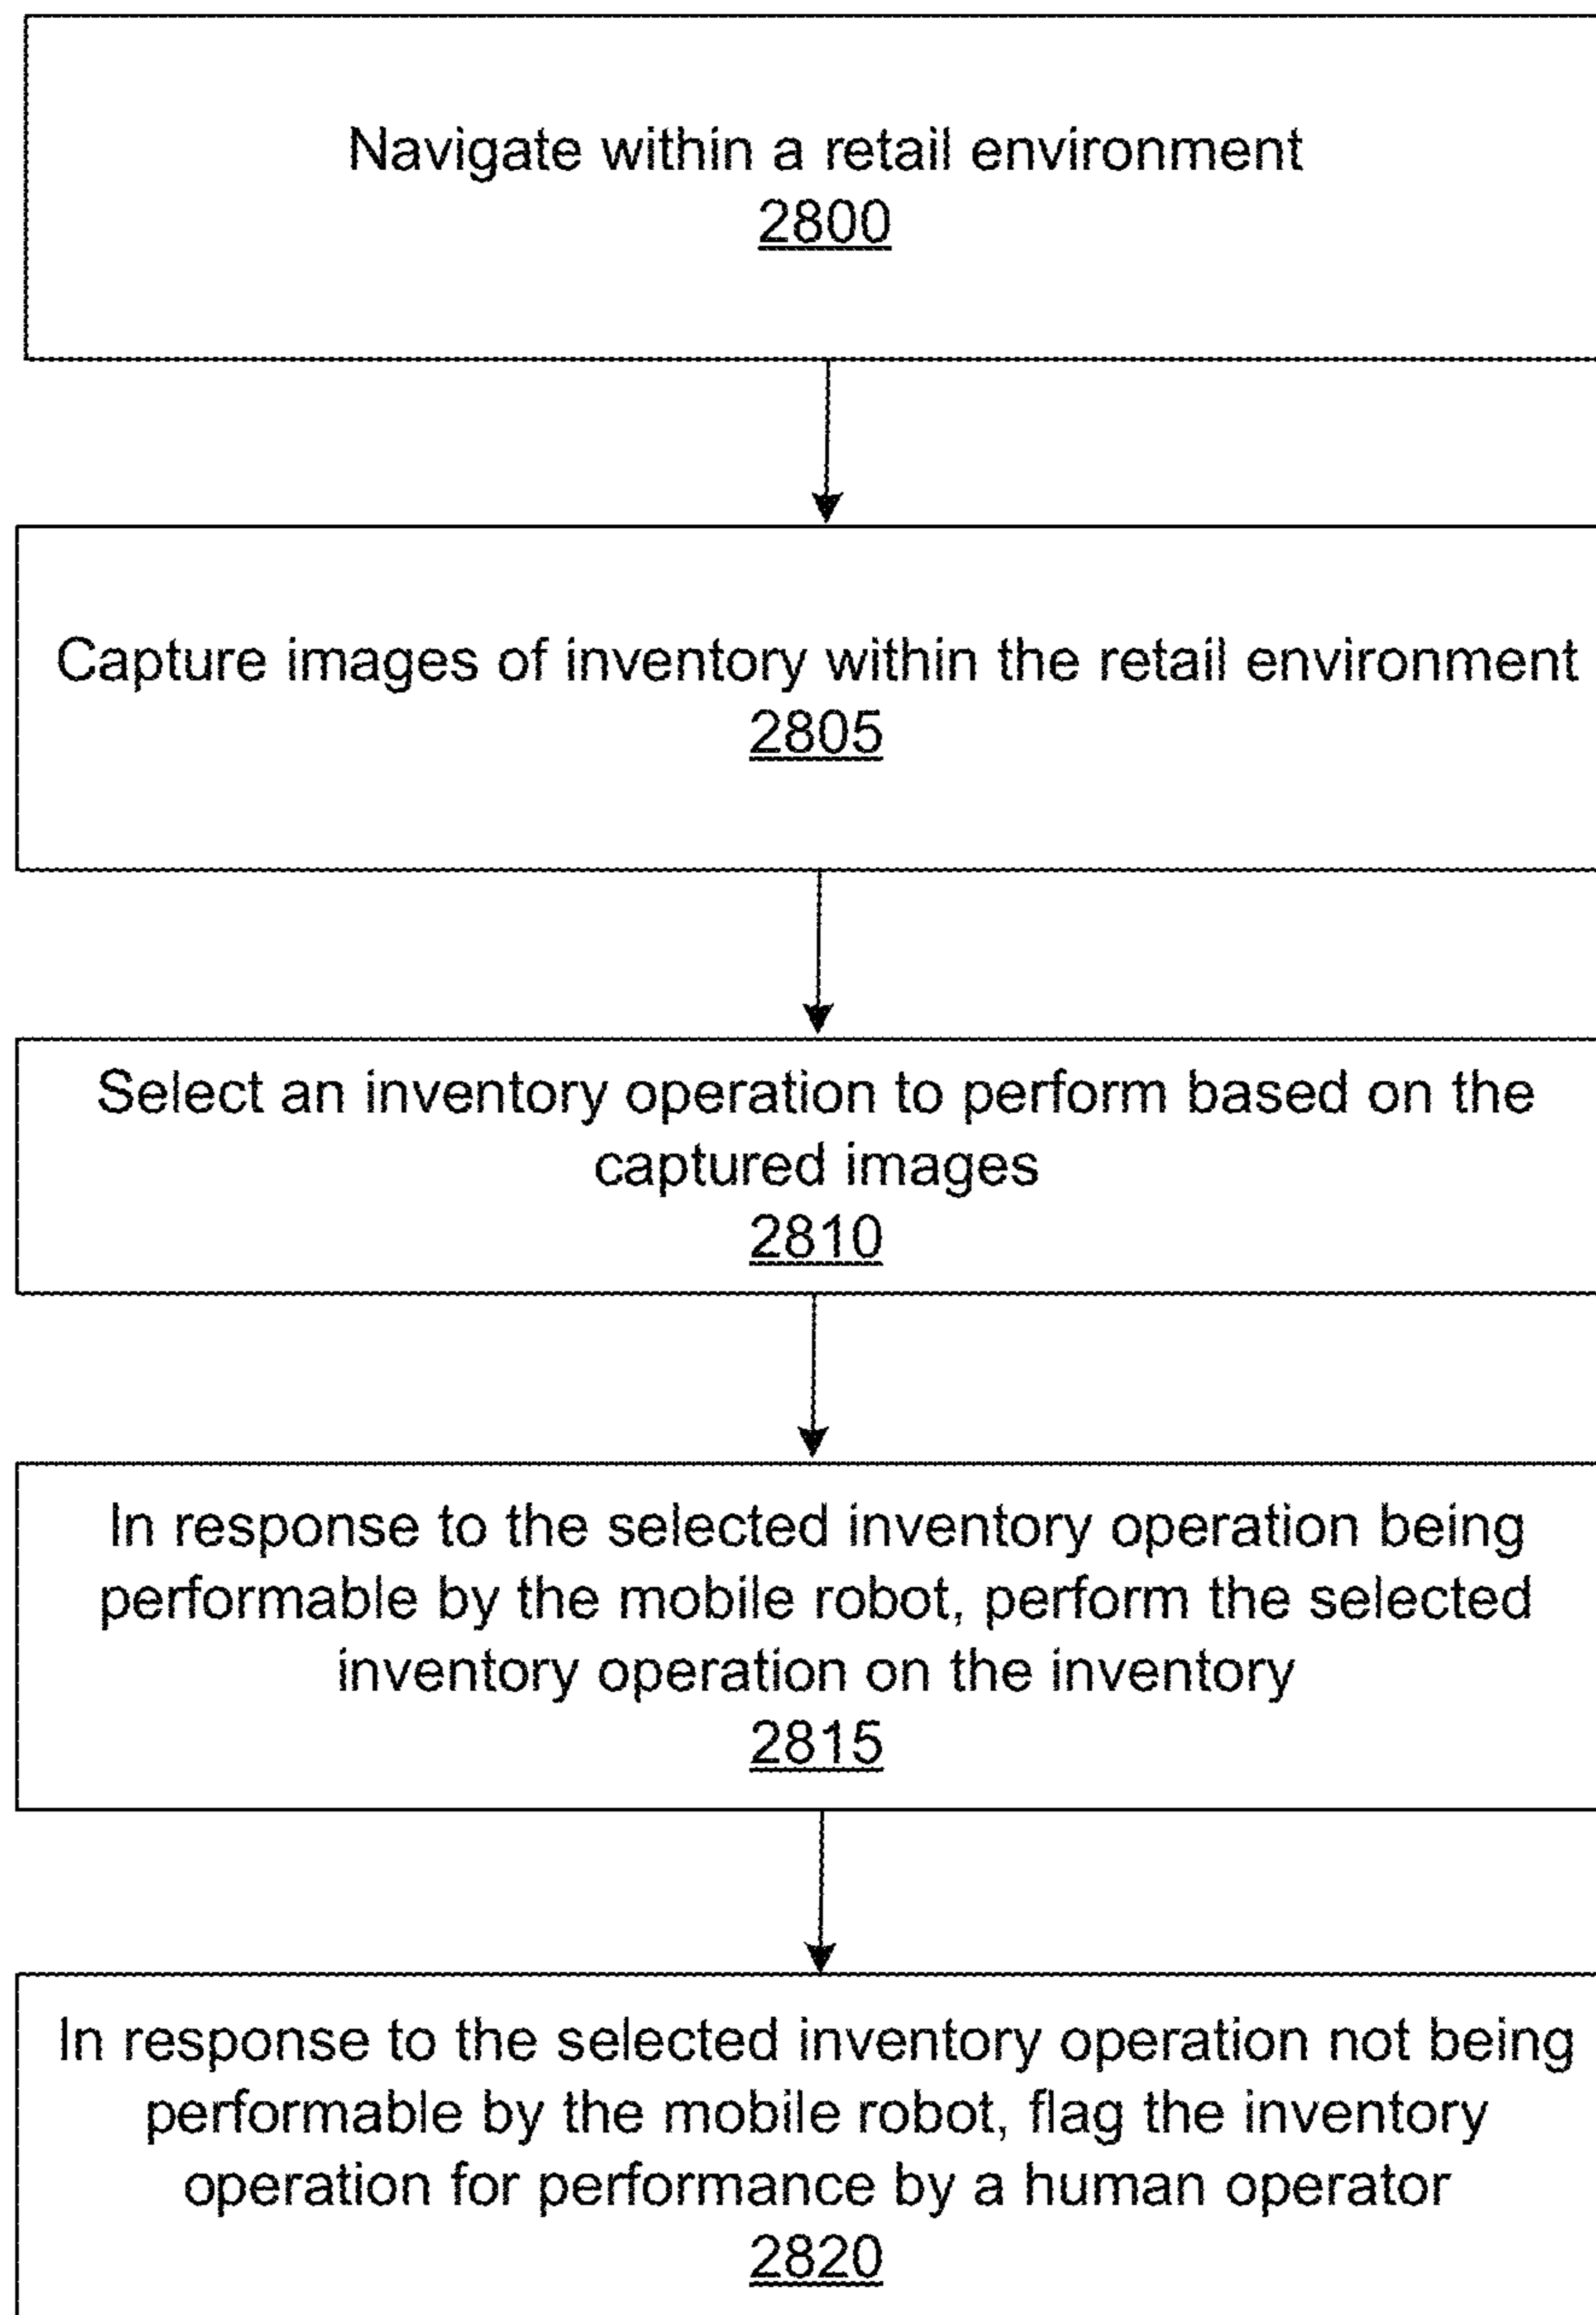 Navigate within a retail environment
2800
Capture images of inventory within the retail environment
2805
Select an inventory operation to perform based on the
captured images
2810
In response to the selected inventory operation being
performable by the mobile robot, perform the selected
inventory operation on the inventory
2815
In response to the selected inventory operation not being
performable by the mobile robot, flag the inventory
operation for performance by a human operator
2820